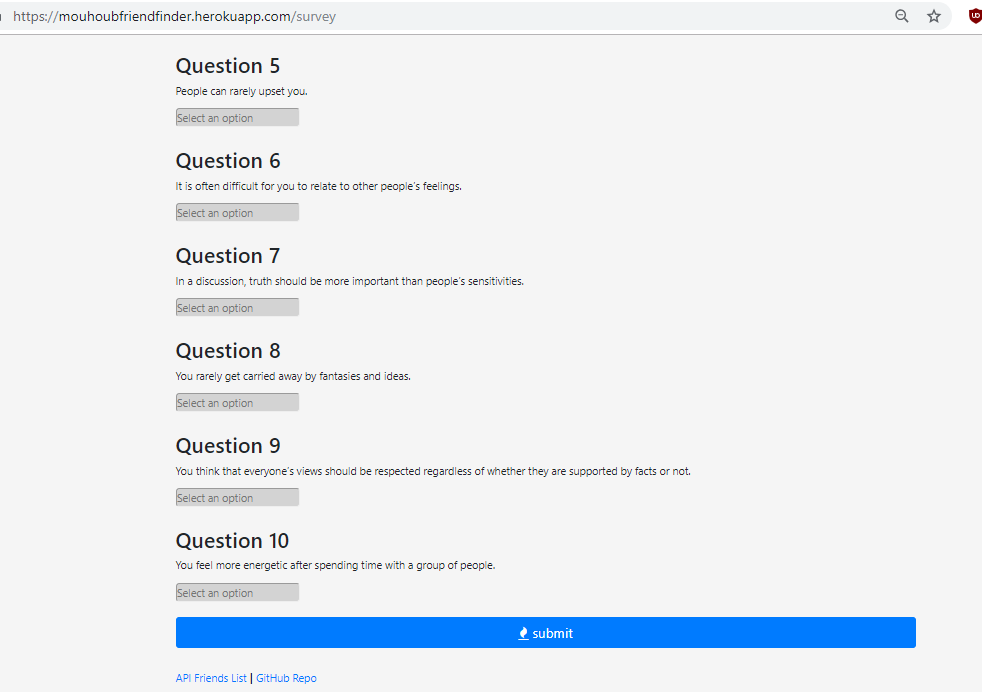 https://mouhoubfriendfinder.herokuapp.com/survey
Question 5
People can rarely upset you.
Select an option
Question 6
It is often difficult for you to relate to other people's feelings.
Select an option
Question 7
In a discussion, truth should be more important than people's sensitivities.
Select an option
Question 8
You rarely get carried away by fantasies and ideas.
Select an option
Question 9
You think that everyone's views should be respected regardless of whether they are supported by facts or not.
Select an option
Question 10
You feel more energetic after spending time with a group of people.
Select an option
submit
API Friends List | GitHub Repo